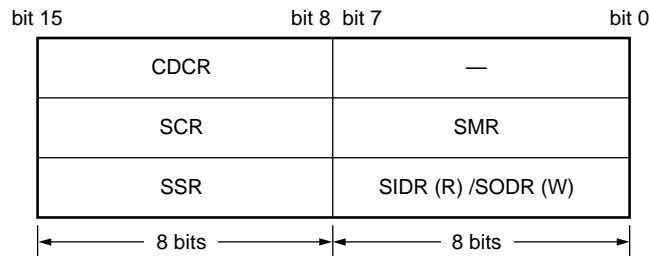 bit 15 bit 8 bit 7 bit 0
CDCR —
SCR SMR
SSR SIDR (R) /SODR (W)
8 bits 8 bits